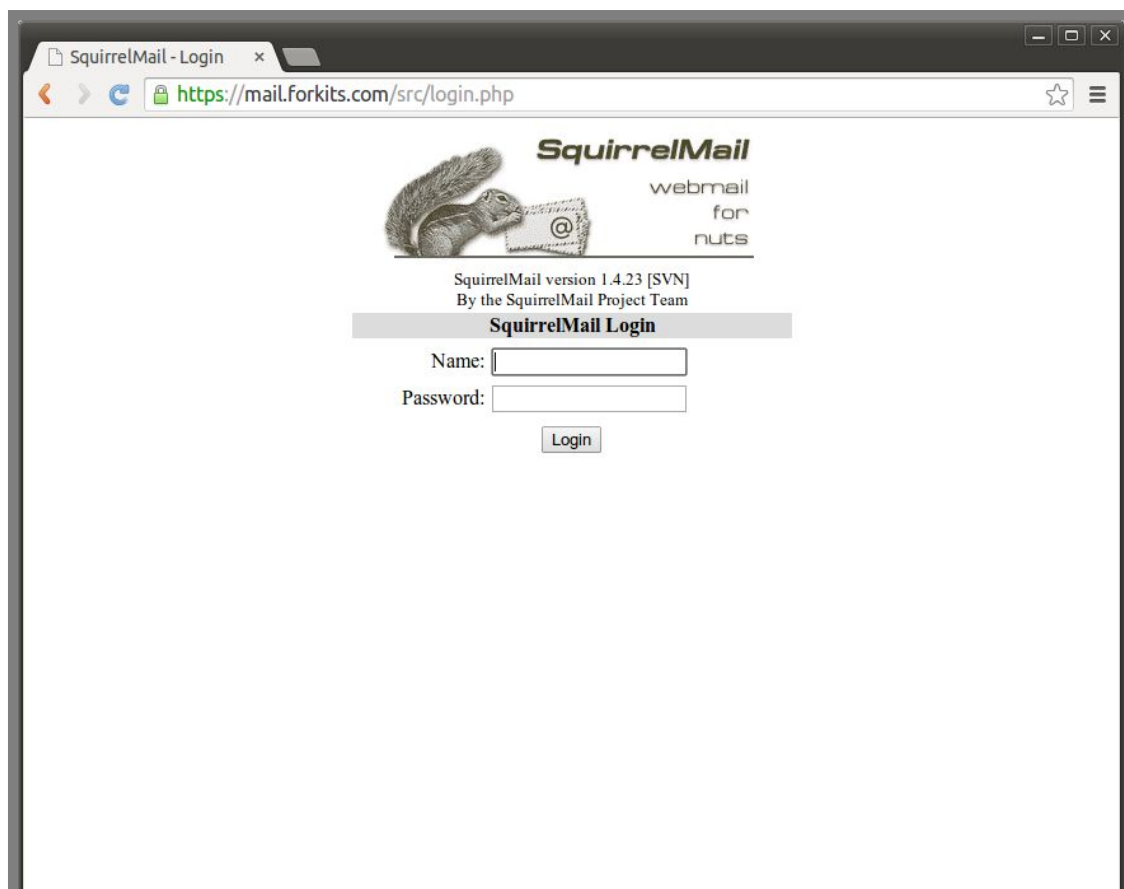 SquirrelMail - Login
https://mail.forkits.com/src/login.php
SquirrelMail
webmail
for
nuts
@
SquirrelMail version 1.4.23 [SVN]
By the SquirrelMail Project Team
SquirrelMail Login
Name:
Password:
Login